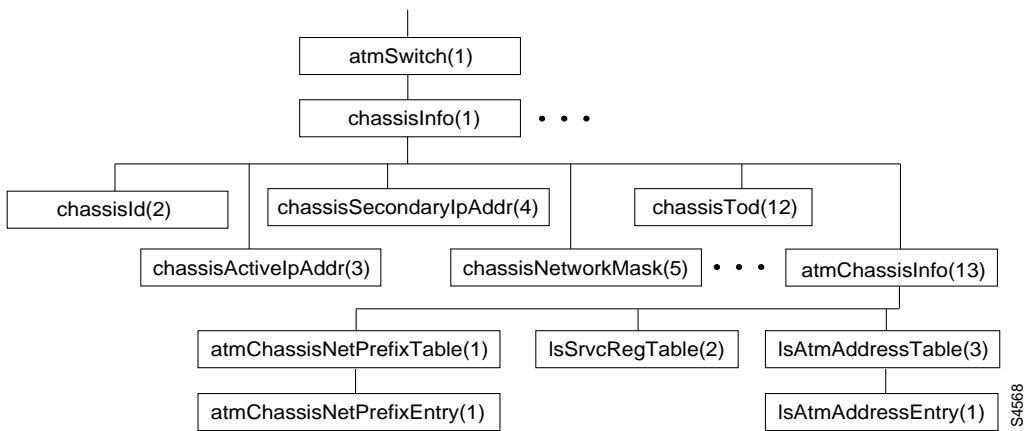 atmSwitch(1)
chassisInfo(1)
chassisId(2)
chassisSecondaryIpAddr(4)
chassisTod(12)
chassisActiveIpAddr(3)
chassisNetworkMask(5)
atmChassisInfo(13)
atmChassisNetPrefixTable(1)
lsSrvcRegTable(2)
lsAtmAddressTable(3)
atmChassisNetPrefixEntry(1)
lsAtmAddressEntry(1)
S4568